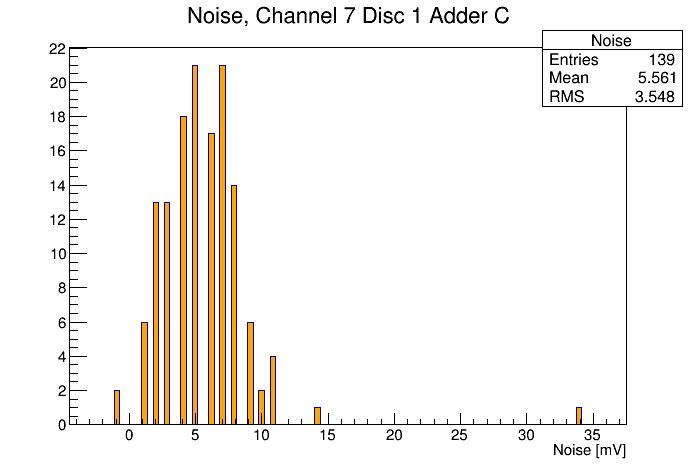 Noise, Channel 7 Disc 1 Adder C
Noise
Entries 139
Mean 5.561
RMS 3.548
22
20
18
16
14
12
10
8
6
4
2
0
0 5 10 15 20 25 30 35
Noise [mV]